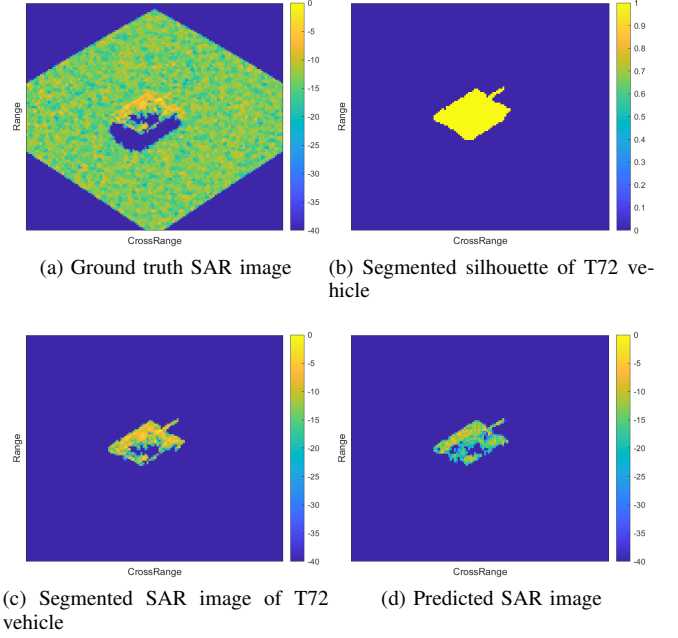 0
-5
-10
-15
-20
-25
-30
-35
-40
Range
CrossRange
1
0.9
0.8
0.7
0.6
0.5
0.4
0.3
0.2
0.1
0
Range
CrossRange
(a) Ground truth SAR image
(b) Segmented silhouette of T72 ve-
hicle
0
-5
-10
-15
-20
-25
-30
-35
-40
Range
CrossRange
0
-5
-10
-15
-20
-25
-30
-35
-40
Range
CrossRange
(c) Segmented SAR image of T72
vehicle
(d) Predicted SAR image